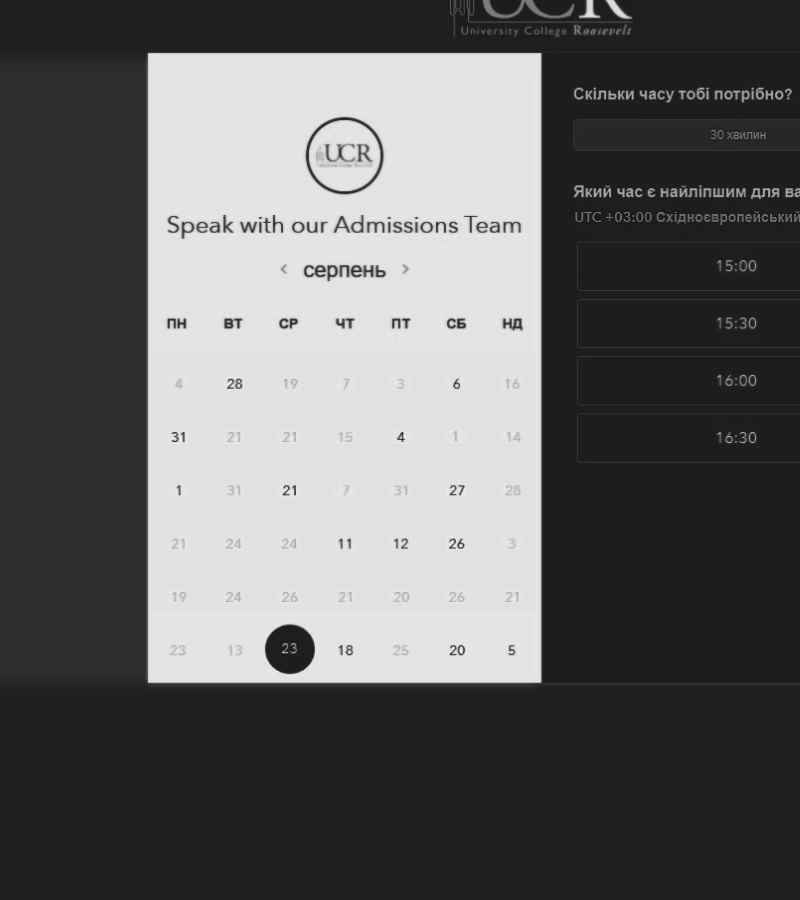 UCR
University College Roosevelt
UCR
Speak with our Admissions Team
< серпень >
ПН ВТ СР ЧТ ПТ СБ НД
4 28 19 7 3 6 16
31 21 21 15 4 1 14
1 31 21 7 31 27 28
21 24 24 11 12 26 3
19 24 26 21 20 26 21
23 13 23 18 25 20 5
Скільки часу тобі потрібно?
30 хвилин
Який час є найліпшим для ва
UTC +03:00 Східноєвропейський
15:00
15:30
16:00
16:30